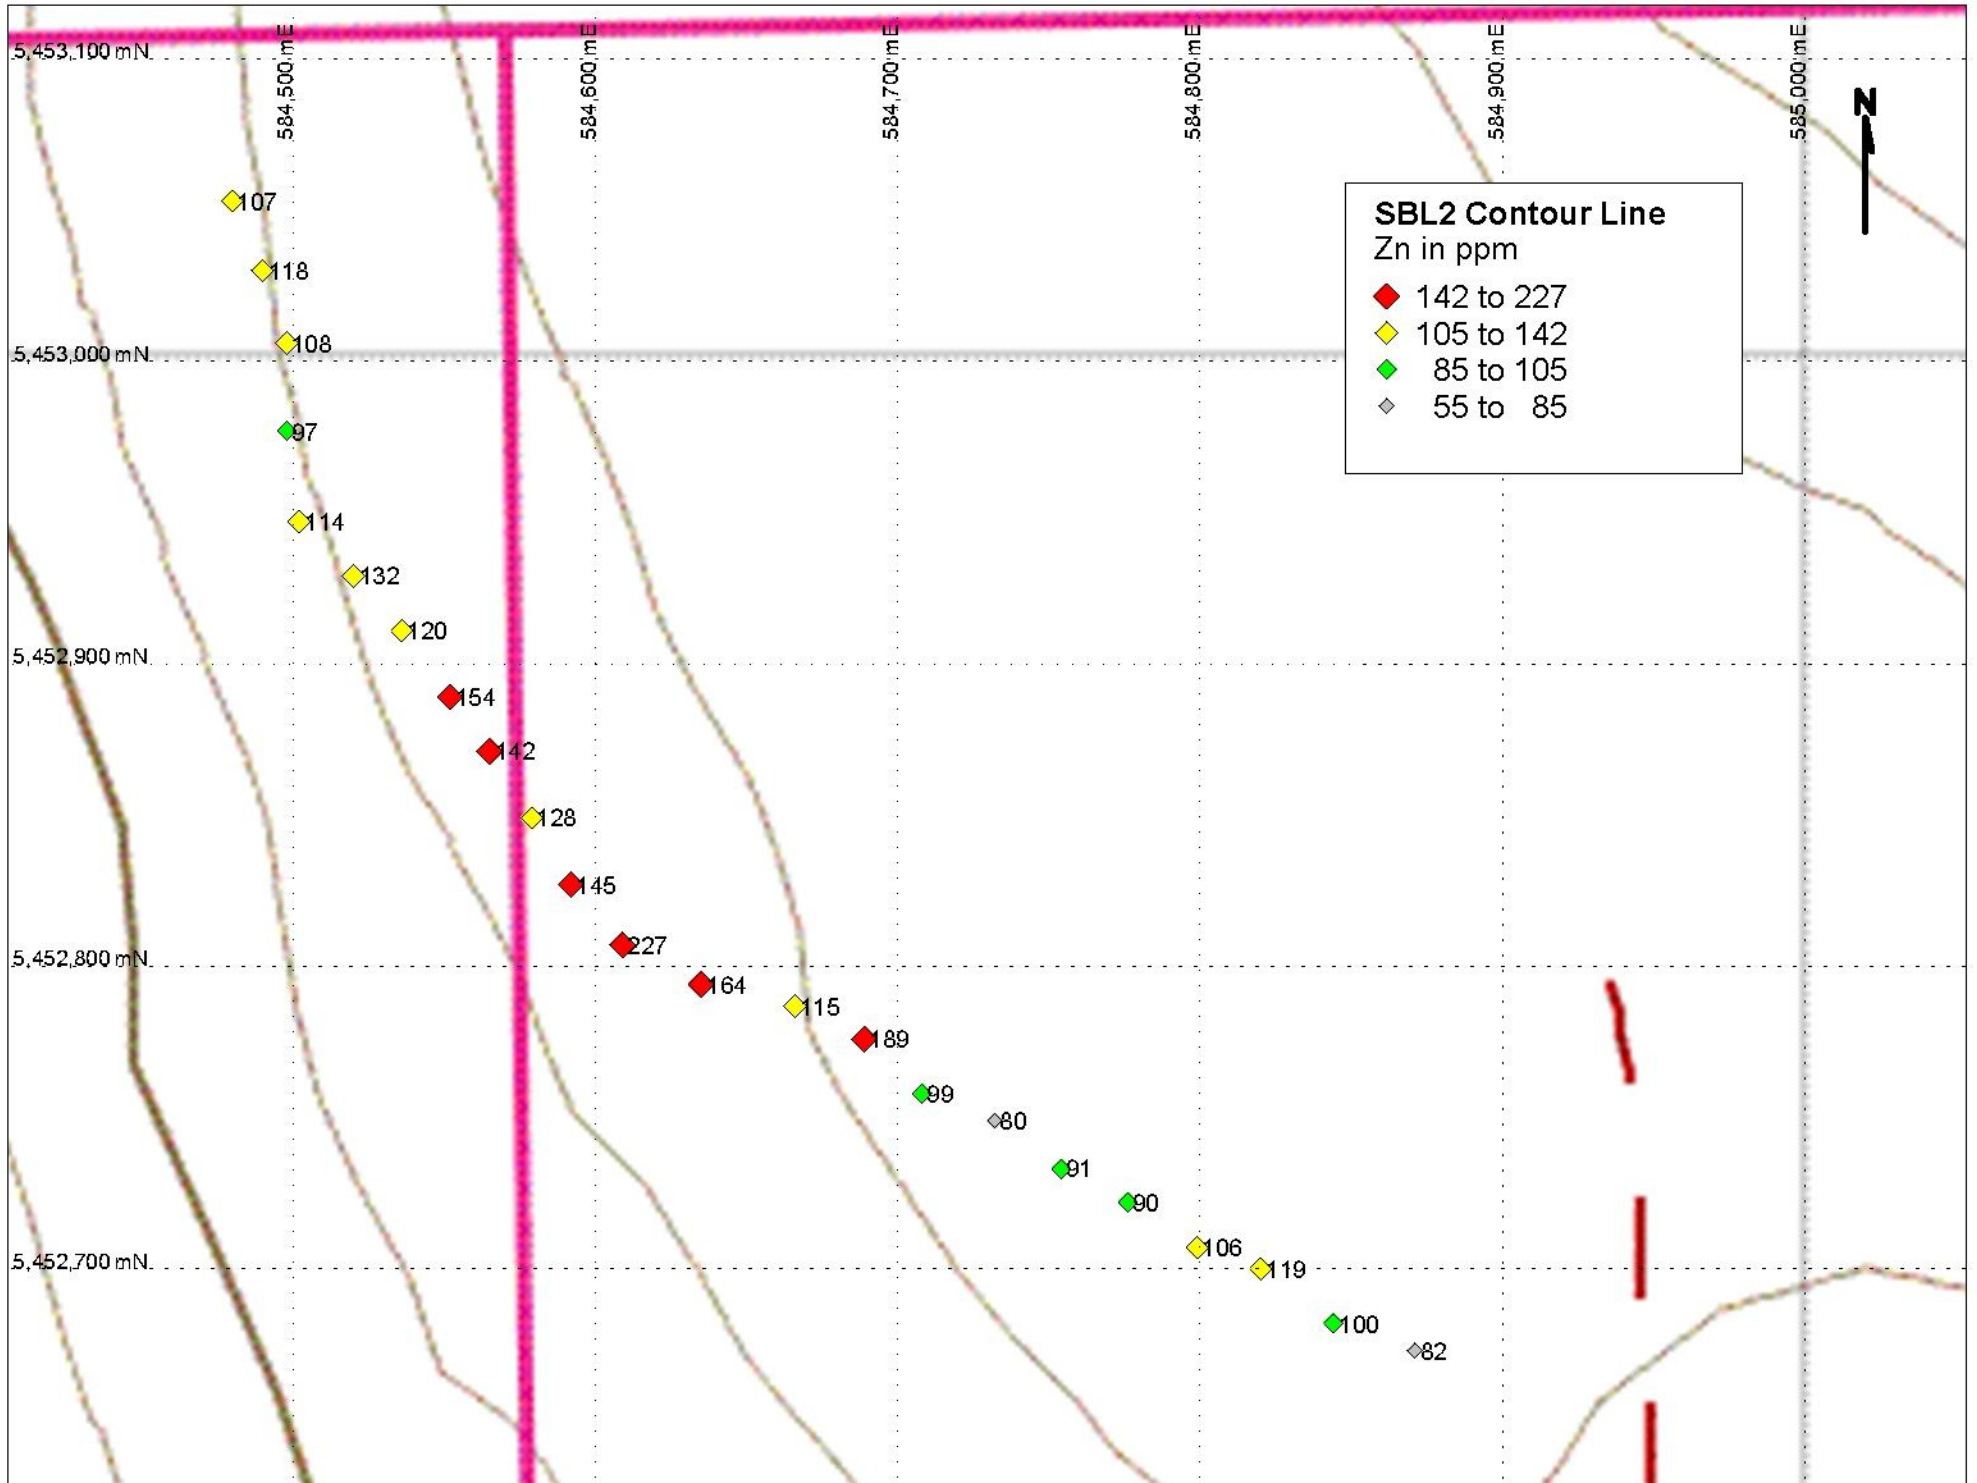 5,453,100 mN
584,500 mE
584,600 mE
584,700 mE
584,800 mE
584,900 mE
585,000 mE
N
107
SBL2 Contour Line
Zn in ppm
118
142 to 227
105 to 142
108
5,453,000 mN
85 to 105
55 to 85
97
114
132
120
5,452,900 mN
154
142
128
145
227
5,452,800 mN
164
115
189
99
80
91
90
106
5,452,700 mN
119
100
82